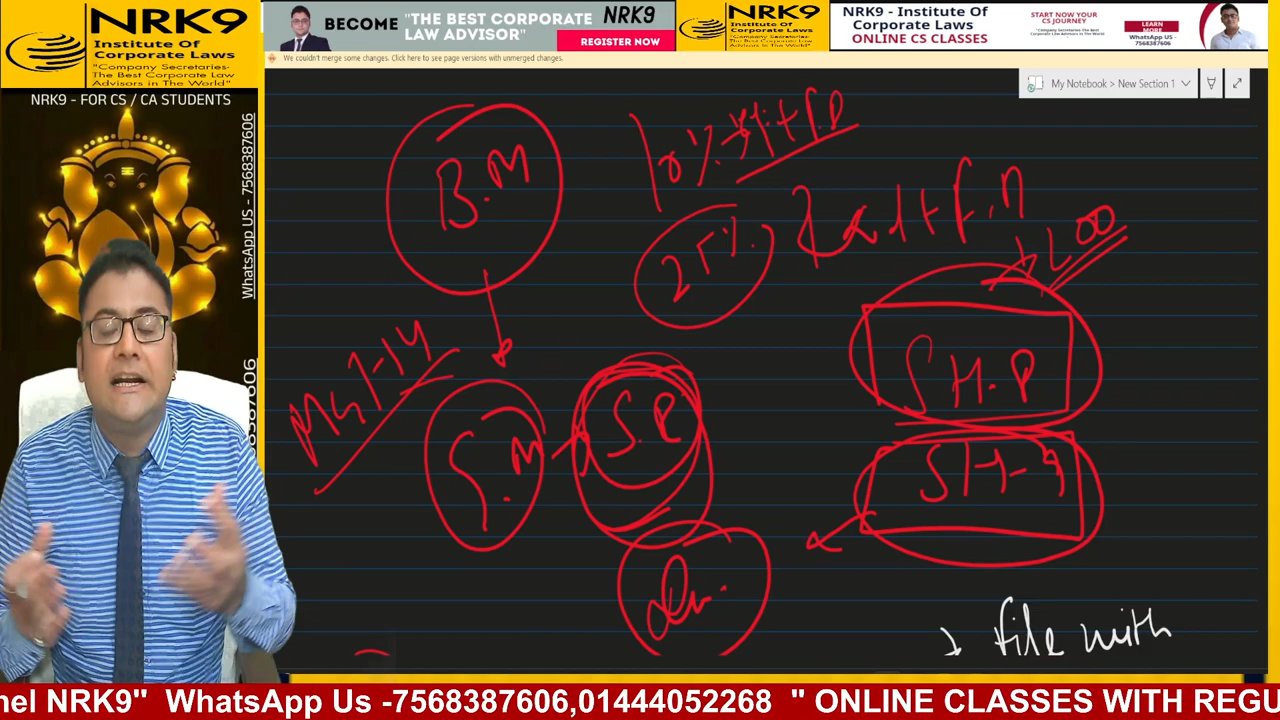 NRK9
Institute Of
Corporate Laws
"Company Secretaries-
The Best Corporate Law
Advisors in The World"
NRK9 - FOR CS / CA STUDENTS
WhatsApp US - 7568387606
BECOME "THE BEST CORPORATE
LAW ADVISOR"
NRK9
REGISTER NOW
NRK9
Institute Of
Corporate Laws
NRK9 - Institute Of
Corporate Laws
ONLINE CS CLASSES
START NOW YOUR
CS JOURNEY
LEARN
MORE
WhatsApp US -
7568387606
We couldn't merge some changes. Click here to see page versions with unmerged changes.
My Notebook > New Section 1
B.M
25%
200
MGT-14
S.M
S.R
SH-9
file with
nel NRK9" WhatsApp Us -7568387606,01444052268 " ONLINE CLASSES WITH REGU